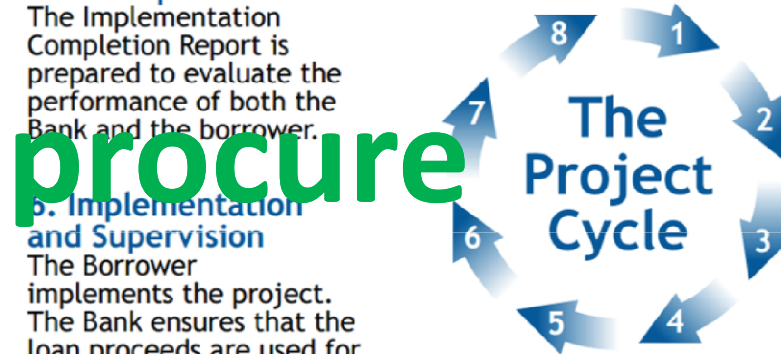 The Implementation
Completion Report is
prepared to evaluate the
performance of both the
Bank and the borrower.
procure
6. Implementation
and Supervision
The Borrower
implements the project.
The Bank ensures that the
loan proceeds are used for
The
Project
Cycle
1
2
3
4
5
6
7
8